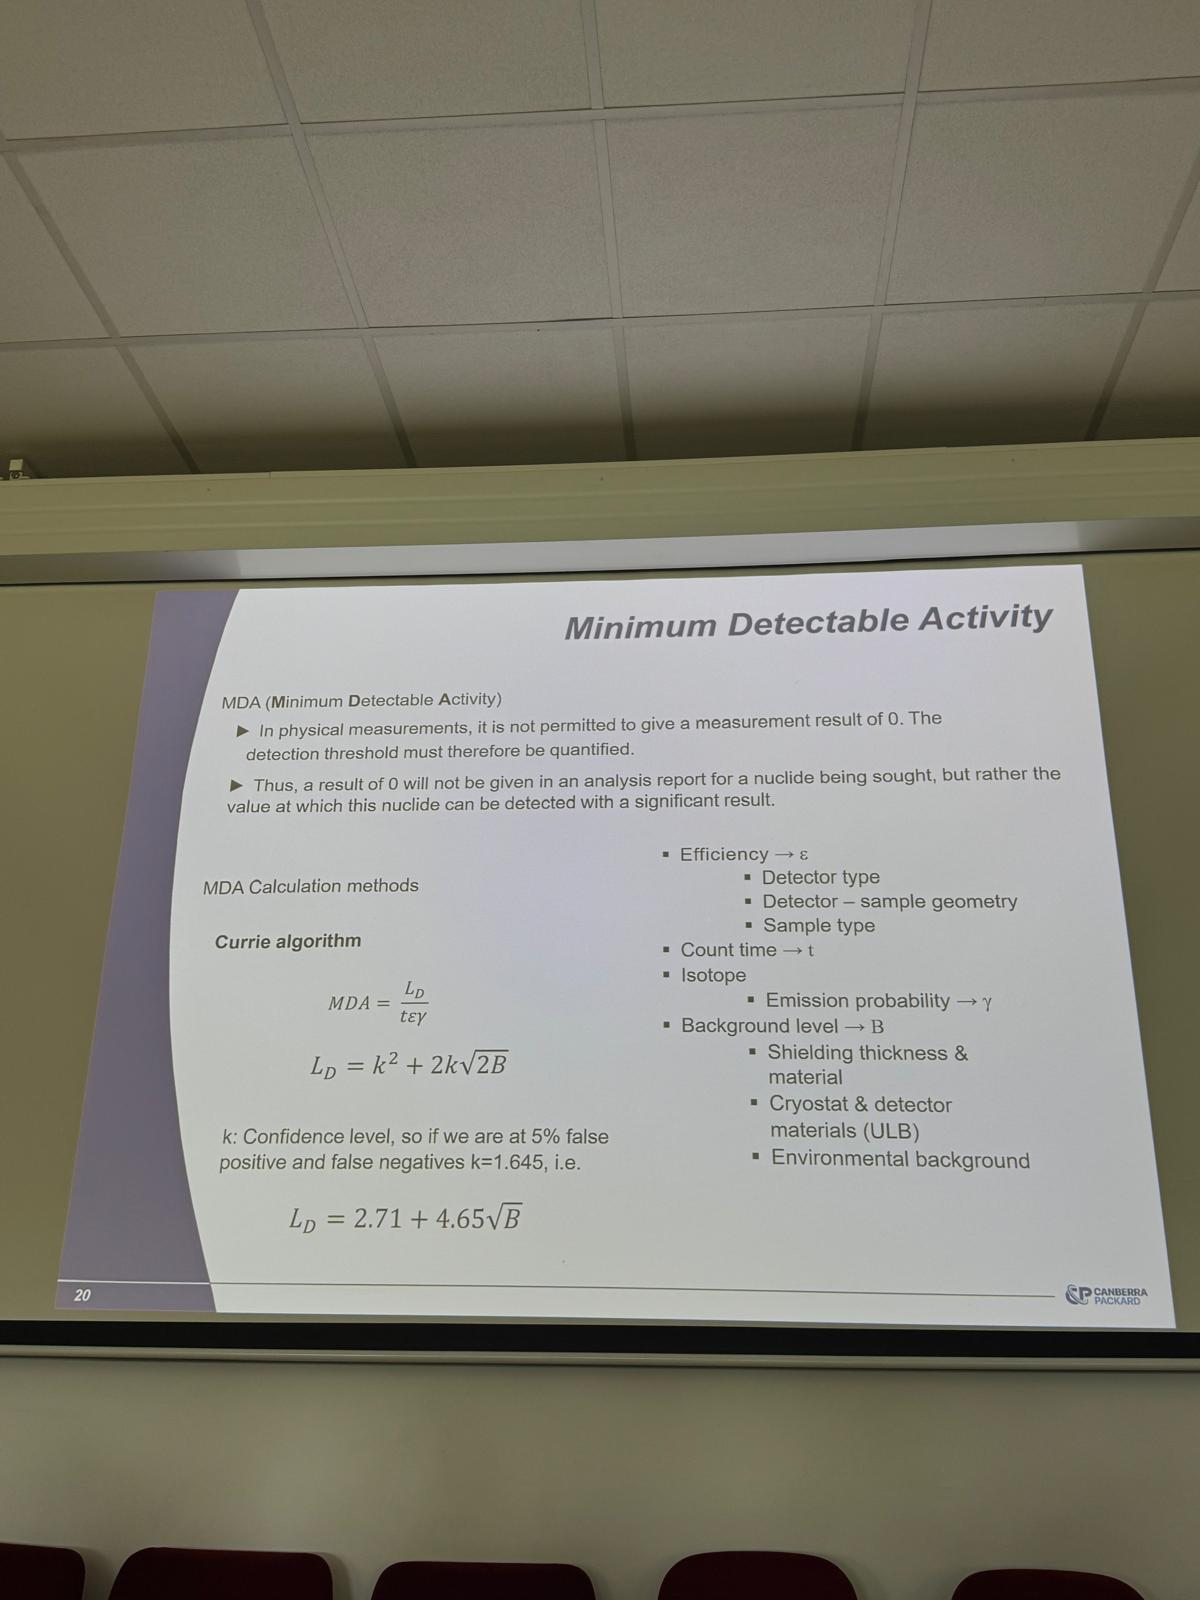 Minimum Detectable Activity
MDA (Minimum Detectable Activity)
► In physical measurements, it is not permitted to give a measurement result of 0. The
detection threshold must therefore be quantified.
► Thus, a result of 0 will not be given in an analysis report for a nuclide being sought, but rather the
value at which this nuclide can be detected with a significant result.
MDA Calculation methods
Currie algorithm
MDA = L_D / tεγ
L_D = k² + 2k√2B
k: Confidence level, so if we are at 5% false
positive and false negatives k=1.645, i.e.
L_D = 2.71 + 4.65√B
▪ Efficiency → ε
▪ Detector type
▪ Detector – sample geometry
▪ Sample type
▪ Count time → t
▪ Isotope
▪ Emission probability → γ
▪ Background level → B
▪ Shielding thickness &
material
▪ Cryostat & detector
materials (ULB)
▪ Environmental background
20
CP CANBERRA
PACKARD